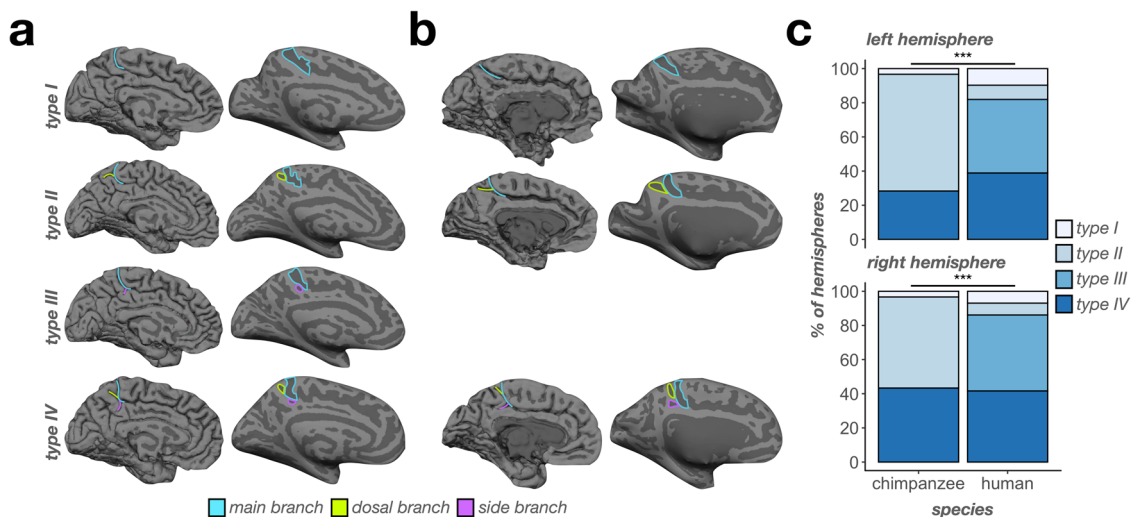 a
b
c
type I
type II
type III
type IV
main branch
dosal branch
side branch
left hemisphere
***
100
80
60
40
20
0
right hemisphere
***
100
80
60
40
20
0
% of hemispheres
chimpanzee human
species
type I
type II
type III
type IV